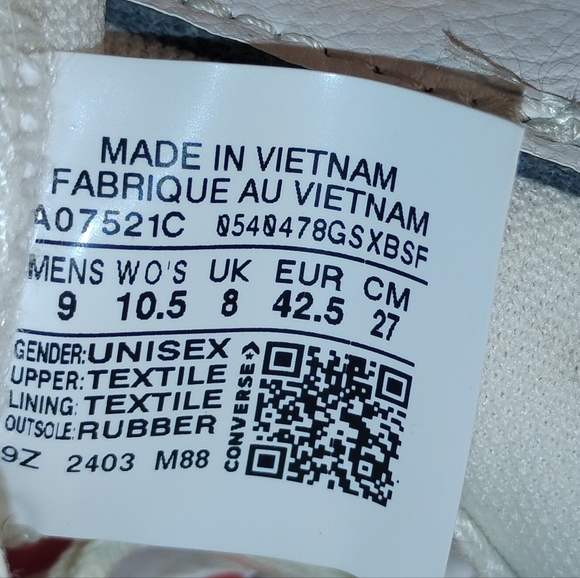 MADE IN VIETNAM
FABRIQUE AU VIETNAM
A07521C 0540478GSXBSF
MENS WO'S UK EUR CM
9 10.5 8 42.5 27
GENDER:UNISEX
UPPER:TEXTILE
LINING:TEXTILE
OUTSOLE:RUBBER
CONVERSE
9Z 2403 M88